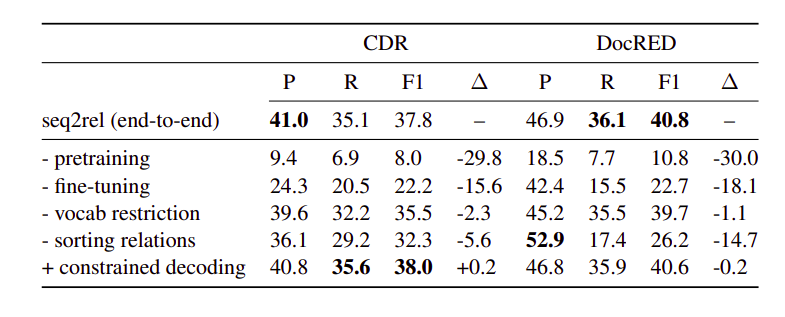 CDR DocRED
P R F1 Δ P R F1 Δ
seq2rel (end-to-end) 41.0 35.1 37.8 – 46.9 36.1 40.8 –
- pretraining 9.4 6.9 8.0 -29.8 18.5 7.7 10.8 -30.0
- fine-tuning 24.3 20.5 22.2 -15.6 42.4 15.5 22.7 -18.1
- vocab restriction 39.6 32.2 35.5 -2.3 45.2 35.5 39.7 -1.1
- sorting relations 36.1 29.2 32.3 -5.6 52.9 17.4 26.2 -14.7
+ constrained decoding 40.8 35.6 38.0 +0.2 46.8 35.9 40.6 -0.2